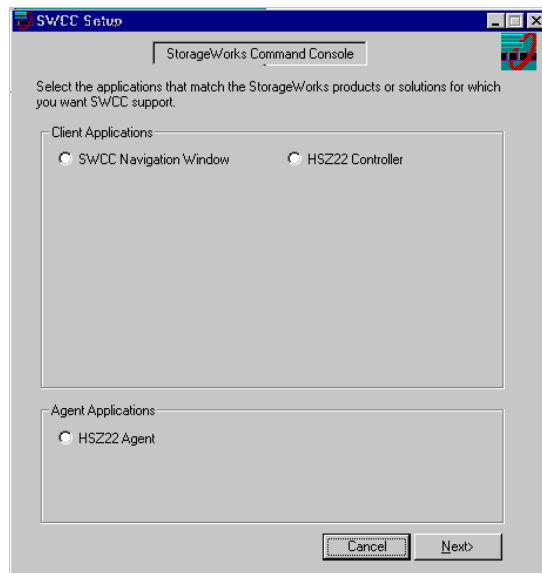 SWCC Setup
StorageWorks Command Console
Select the applications that match the StorageWorks products or solutions for which
you want SWCC support.
Client Applications
SWCC Navigation Window
HSZ22 Controller
Agent Applications
HSZ22 Agent
Cancel
Next>